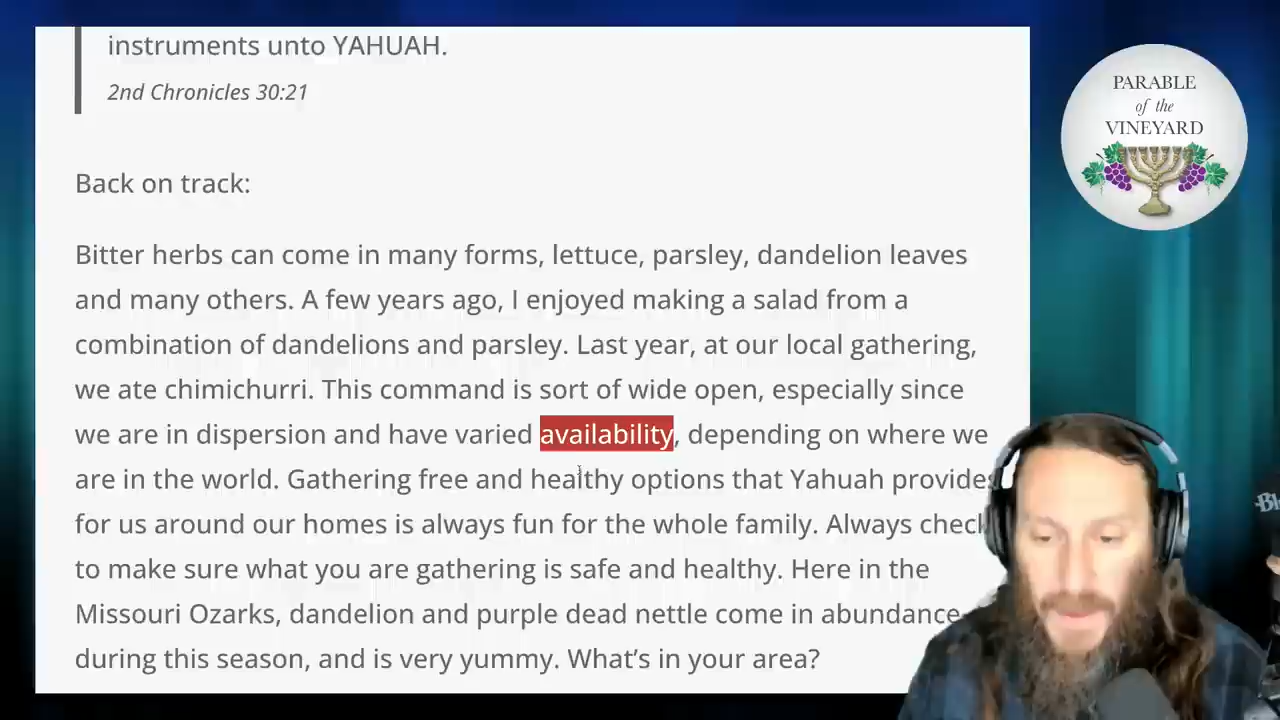 instruments unto YAHUAH.
2nd Chronicles 30:21
Back on track:
Bitter herbs can come in many forms, lettuce, parsley, dandelion leaves
and many others. A few years ago, I enjoyed making a salad from a
combination of dandelions and parsley. Last year, at our local gathering,
we ate chimichurri. This command is sort of wide open, especially since
we are in dispersion and have varied availability, depending on where we
are in the world. Gathering free and healthy options that Yahuah provides
for us around our homes is always fun for the whole family. Always check
to make sure what you are gathering is safe and healthy. Here in the
Missouri Ozarks, dandelion and purple dead nettle come in abundance
during this season, and is very yummy. What’s in your area?
PARABLE
of the
VINEYARD